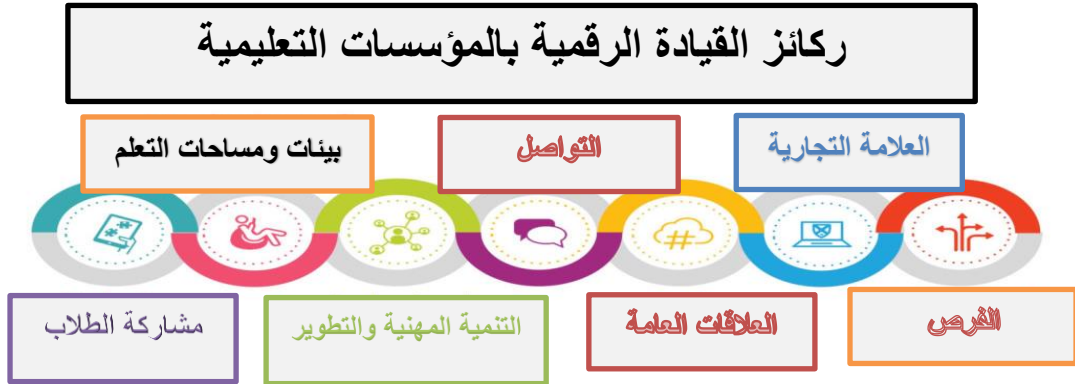 ركائز القيادة الرقمية بالمؤسسات التعليمية
العلامة التجارية
التواصل
بيئات ومساحات التعلم
#
الفرص
العلاقات العامة
التنمية المهنية والتطوير
مشاركة الطلاب